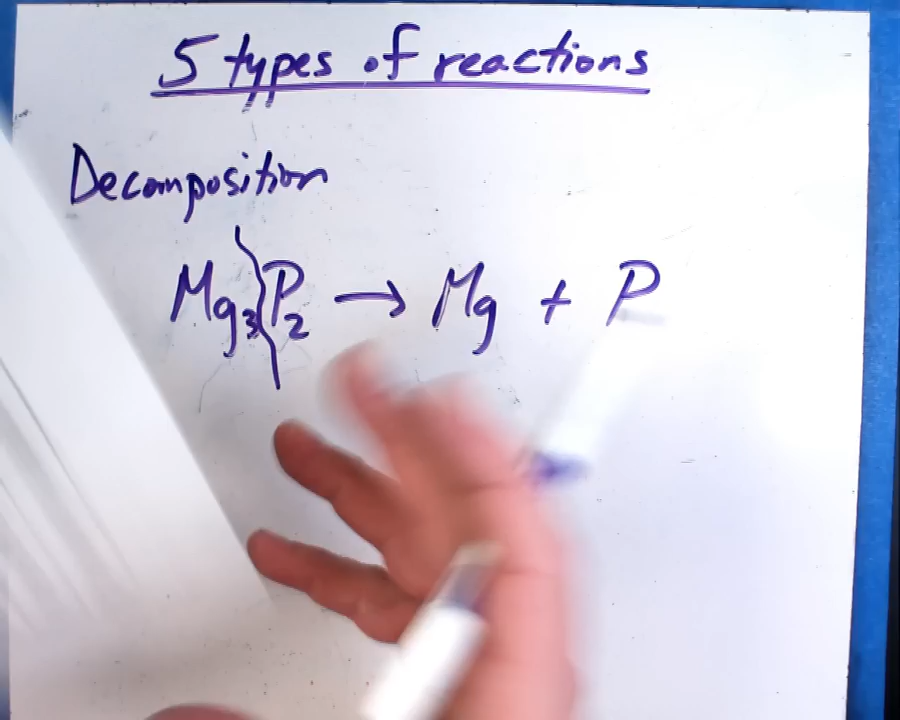 5 types of reactions
Decomposition
Mg₃P₂ → Mg + P